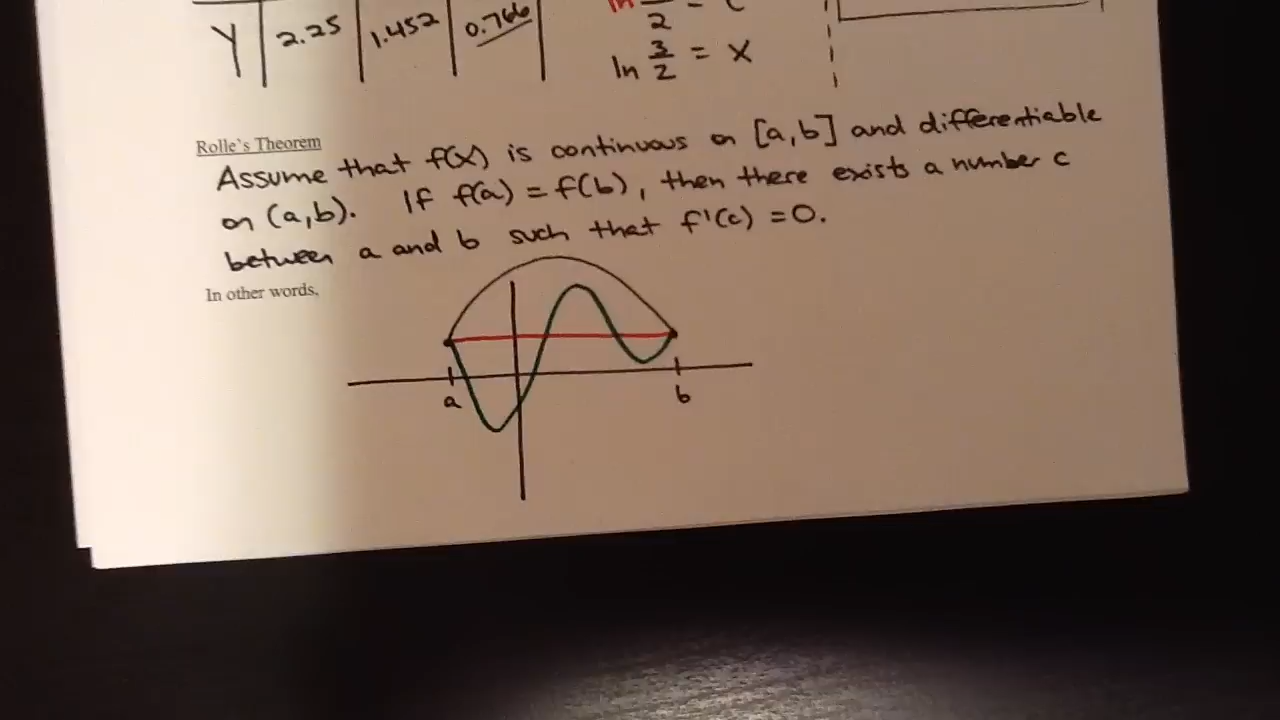 Y 2.25 1.452 0.766
2
ln 3/2 = x
Rolle's Theorem
Assume that f(x) is continuous on [a,b] and differentiable
on (a,b). If f(a) = f(b), then there exists a number c
between a and b such that f'(c) = 0.
In other words,
a b